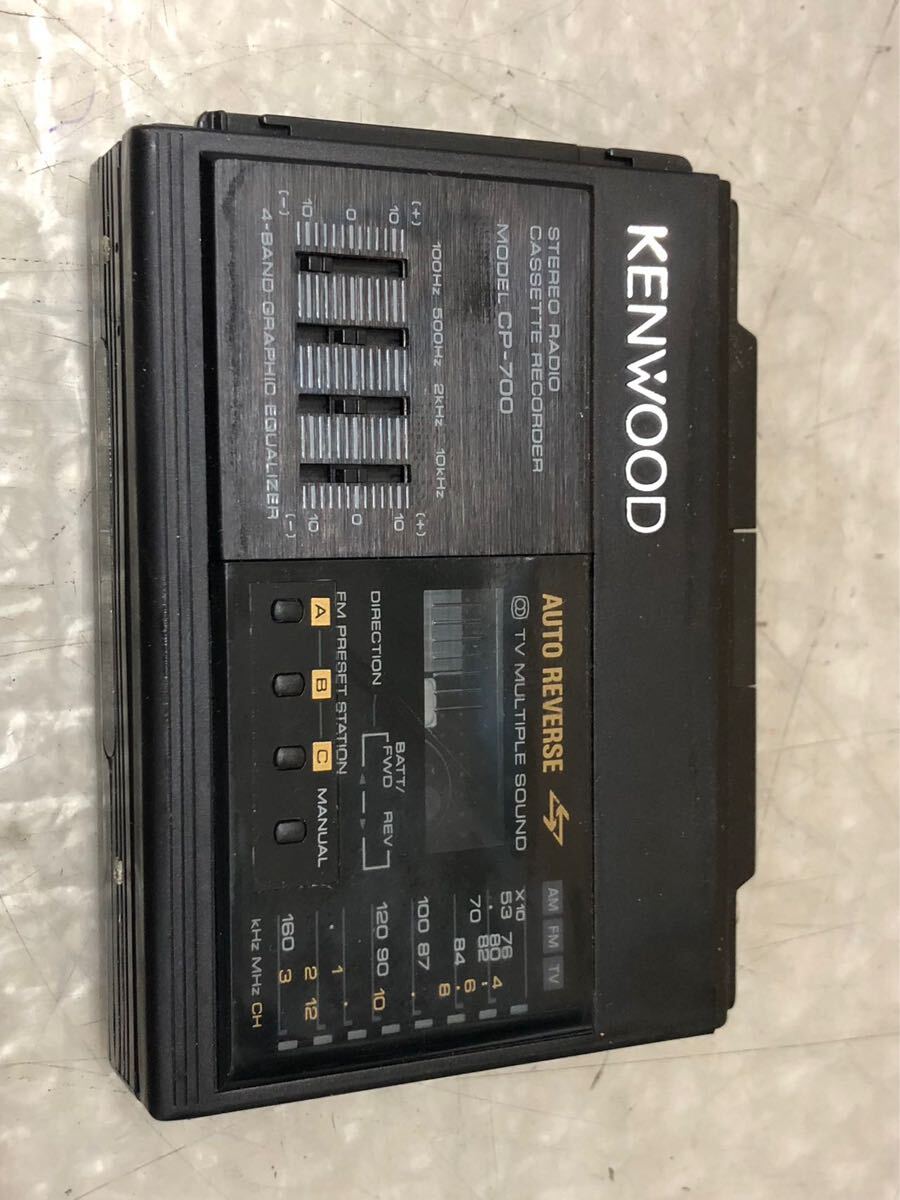 KENWOOD
STEREO RADIO
CASSETTE RECORDER
MODEL CP-700
100Hz 500Hz 2kHz 10kHz
(+) (+)
10 10
0 0
10 10
(-) (-)
4-BAND GRAPHIC EQUALIZER
AUTO REVERSE
TV MULTIPLE SOUND
DIRECTION
BATT/
FWD REV
FM PRESET STATION
A B C MANUAL
AM FM TV
X10
53 76
80 4
70 82 6
84 8
100 87
120 90 10
1
2 12
160 3
kHz MHz CH